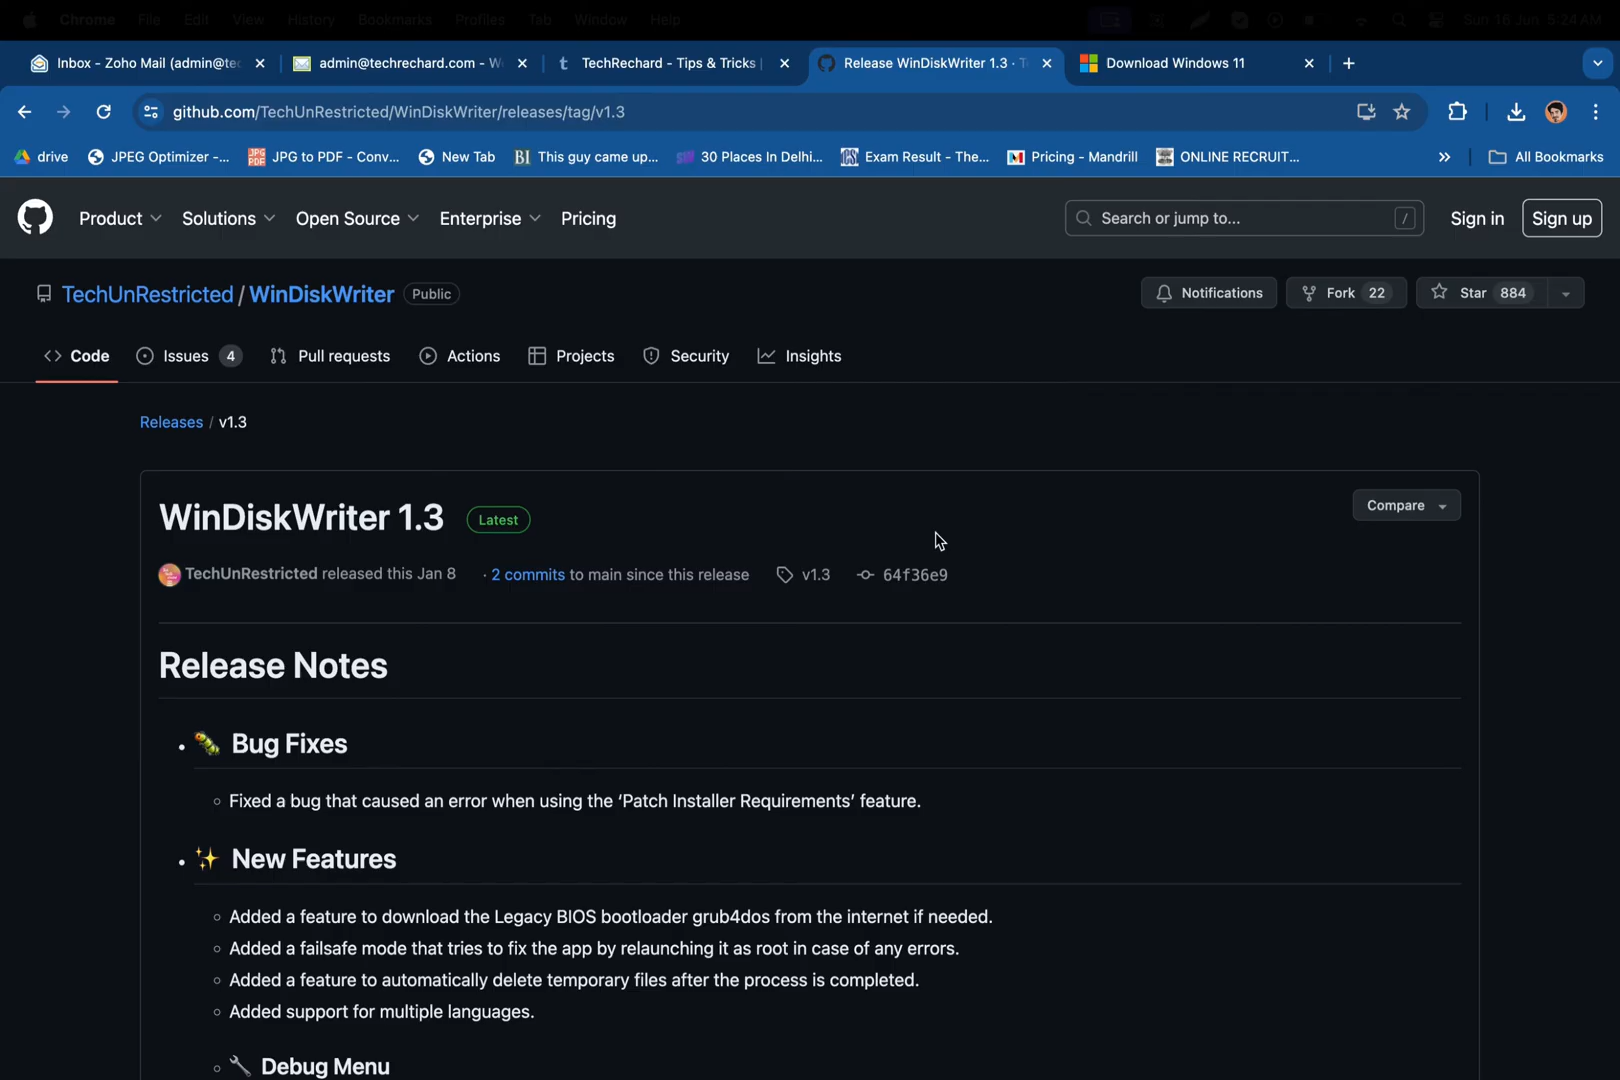 Chrome File Edit View History Bookmarks Profiles Tab Window Help Sun 16 Jun 5:24 AM
Inbox - Zoho Mail (admin@tec
admin@techrechard.com - W
TechRechard - Tips & Tricks |
Release WinDiskWriter 1.3 · T
Download Windows 11
github.com/TechUnRestricted/WinDiskWriter/releases/tag/v1.3
drive
JPEG Optimizer -...
JPG to PDF - Conv...
New Tab
BI This guy came up...
30 Places In Delhi...
Exam Result - The...
Pricing - Mandrill
ONLINE RECRUIT...
» All Bookmarks
Product Solutions Open Source Enterprise Pricing
Search or jump to... /
Sign in Sign up
TechUnRestricted / WinDiskWriter Public
Notifications Fork 22 Star 884
Code Issues 4 Pull requests Actions Projects Security Insights
Releases / v1.3
WinDiskWriter 1.3 Latest
Compare
TechUnRestricted released this Jan 8 · 2 commits to main since this release v1.3 64f36e9
Release Notes
• 🐛 Bug Fixes
Fixed a bug that caused an error when using the ‘Patch Installer Requirements’ feature.
• ✨ New Features
Added a feature to download the Legacy BIOS bootloader grub4dos from the internet if needed.
Added a failsafe mode that tries to fix the app by relaunching it as root in case of any errors.
Added a feature to automatically delete temporary files after the process is completed.
Added support for multiple languages.
🔧 Debug Menu